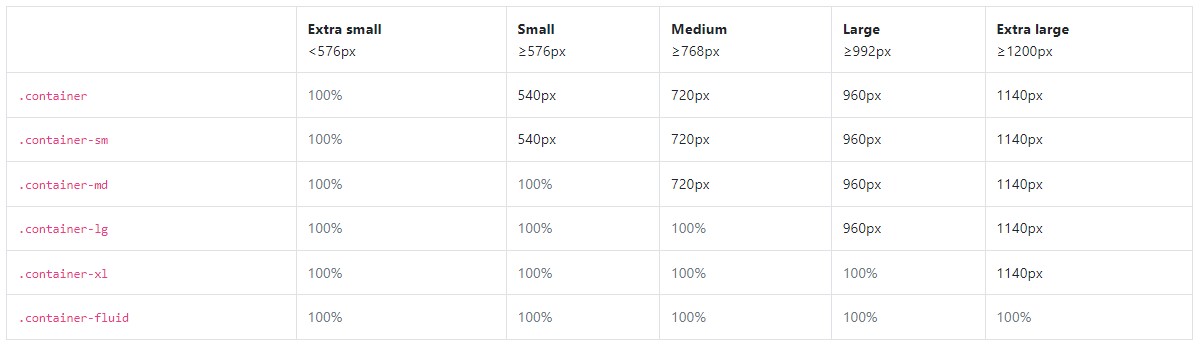 Extra small Small Medium Large Extra large
<576px ≥576px ≥768px ≥992px ≥1200px
.container 100% 540px 720px 960px 1140px
.container-sm 100% 540px 720px 960px 1140px
.container-md 100% 100% 720px 960px 1140px
.container-lg 100% 100% 100% 960px 1140px
.container-xl 100% 100% 100% 100% 1140px
.container-fluid 100% 100% 100% 100% 100%